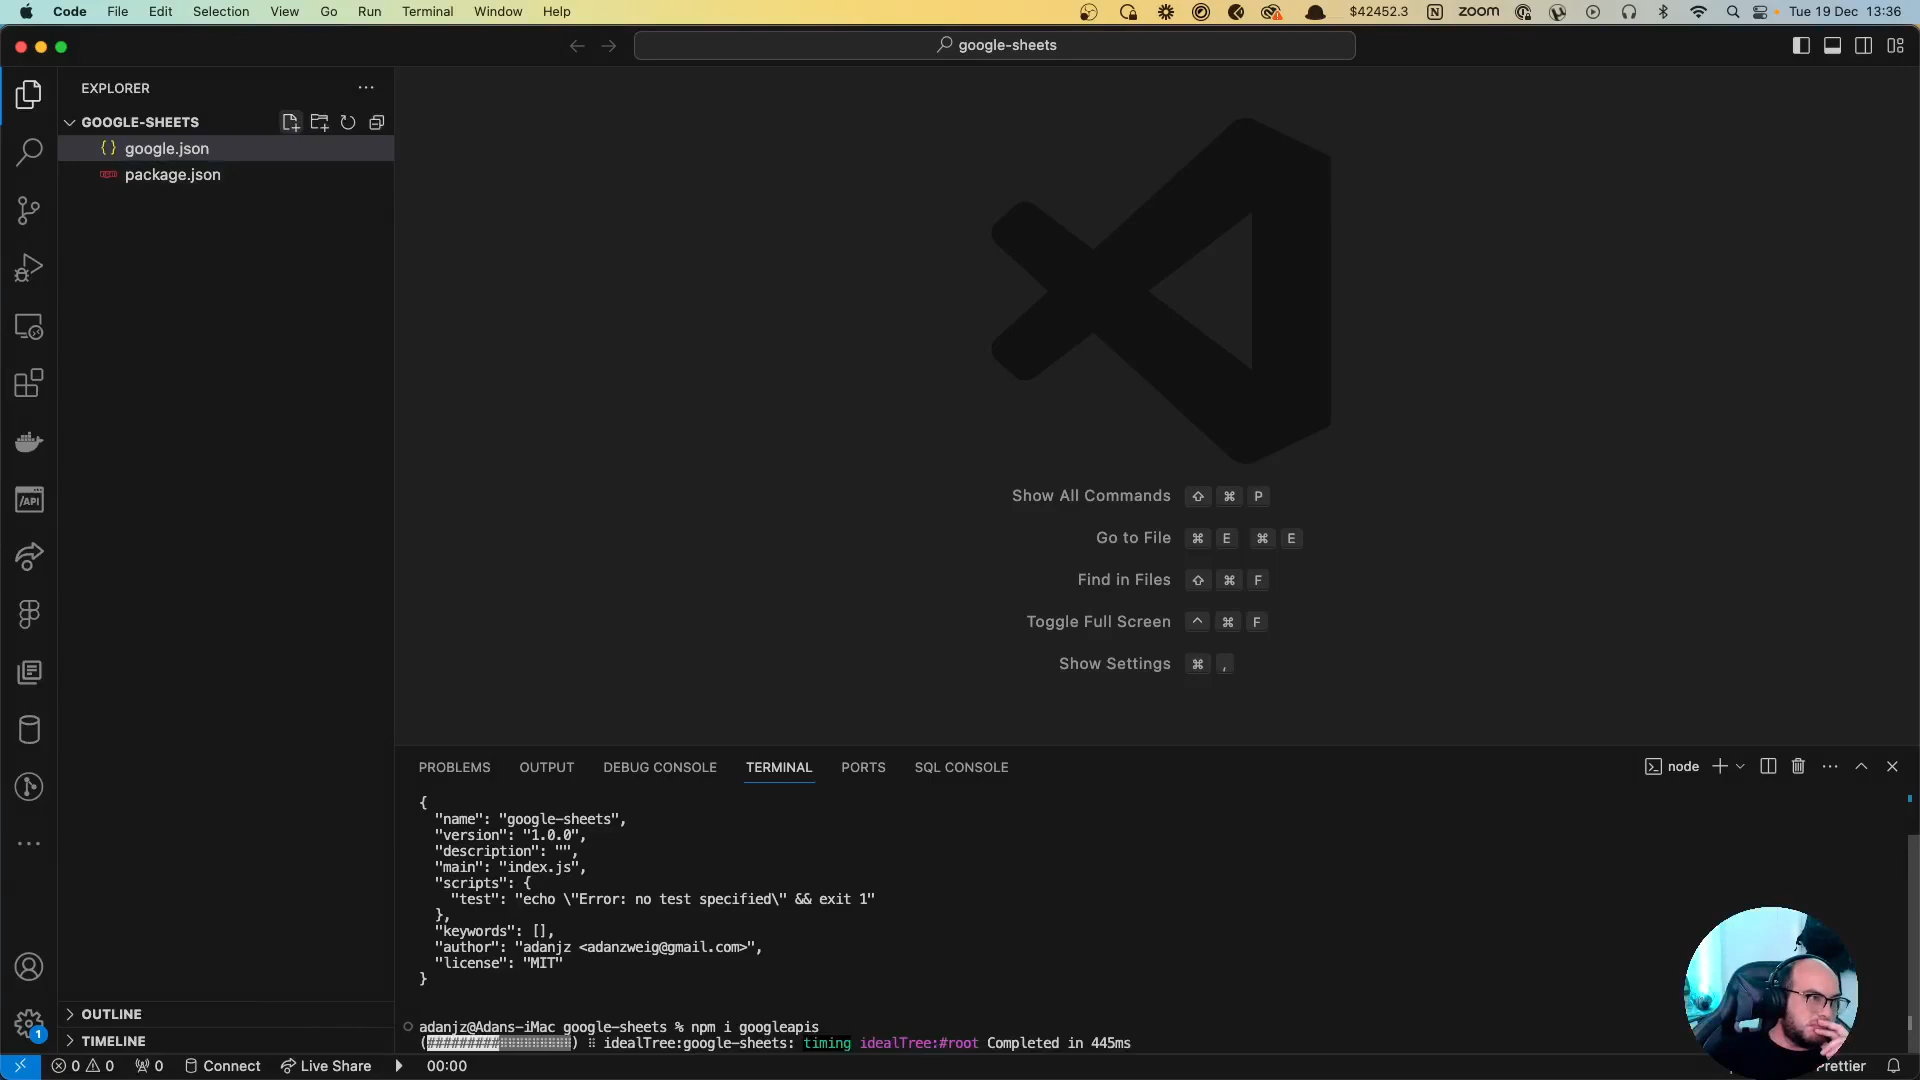 Code File Edit Selection View Go Run Terminal Window Help $42452.3 zoom Tue 19 Dec 13:36
google-sheets
EXPLORER
GOOGLE-SHEETS
{} google.json
package.json
Show All Commands ⇧ ⌘ P
Go to File ⌘ E ⌘ E
Find in Files ⇧ ⌘ F
Toggle Full Screen ^ ⌘ F
Show Settings ⌘ ,
PROBLEMS OUTPUT DEBUG CONSOLE TERMINAL PORTS SQL CONSOLE node
{
"name": "google-sheets",
"version": "1.0.0",
"description": "",
"main": "index.js",
"scripts": {
"test": "echo \"Error: no test specified\" && exit 1"
},
"keywords": [],
"author": "adanjz <adanzweig@gmail.com>",
"license": "MIT"
}
adanjz@Adans-iMac google-sheets % npm i googleapis
(#########⠂⠂⠂⠂⠂⠂⠂⠂⠂) ⠿ idealTree:google-sheets: timing idealTree:#root Completed in 445ms
OUTLINE
TIMELINE
1
0 0 0 Connect Live Share 00:00 Prettier